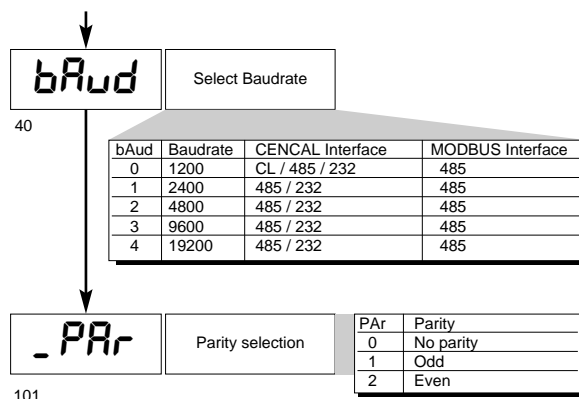 bAud
Select Baudrate
40
bAud Baudrate CENCAL Interface MODBUS Interface
0 1200 CL / 485 / 232 485
1 2400 485 / 232 485
2 4800 485 / 232 485
3 9600 485 / 232 485
4 19200 485 / 232 485
_PAr
Parity selection
PAr Parity
0 No parity
1 Odd
2 Even
101